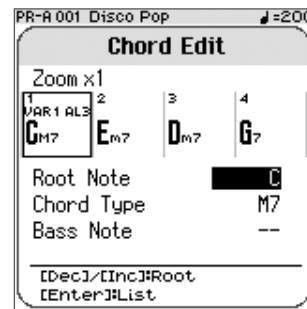 PR-A 001 Disco Pop ♩=200
Chord Edit
Zoom x1
1 2 3 4
VAR1 AL3
CM7 Em7 Dm7 G7
Root Note C
Chord Type M7
Bass Note --
[Dec]/[Inc]:Root
[Enter]:List